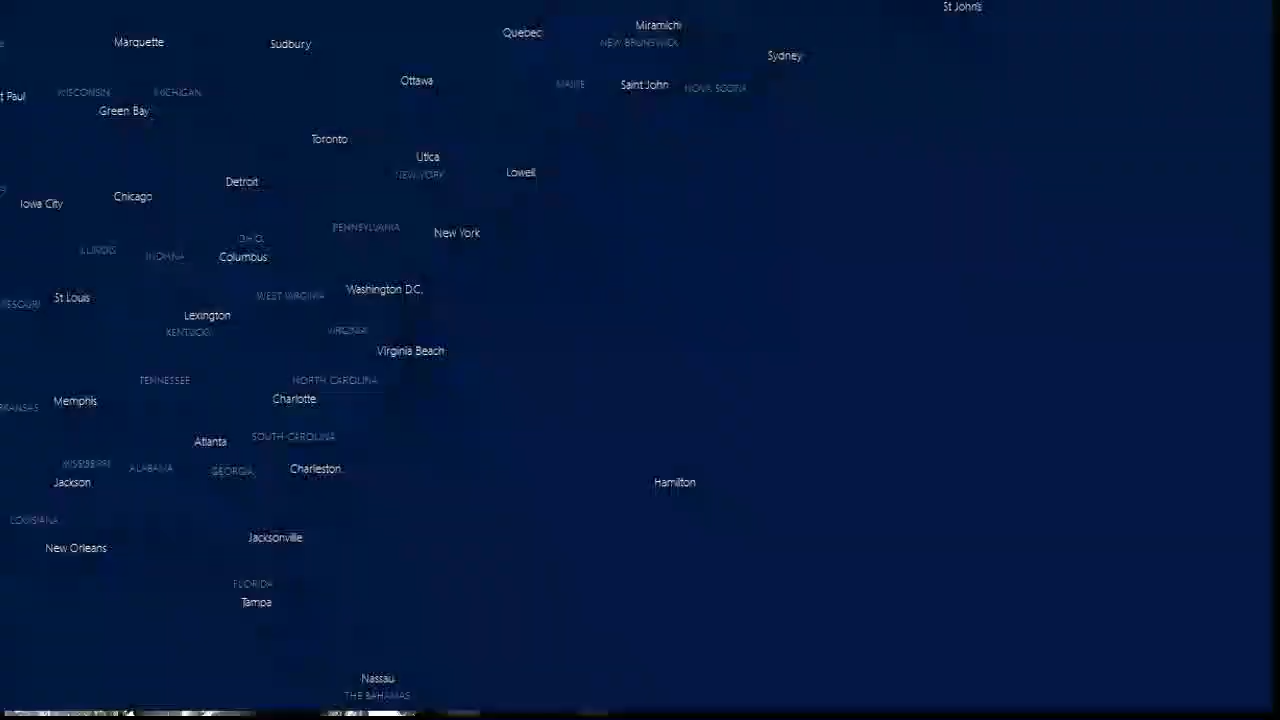 St John's
Miramichi
Quebec
NEW BRUNSWICK
Marquette
Sudbury
Sydney
Ottawa
MAINE
Saint John
NOVA SCOTIA
t Paul
WISCONSIN
MICHIGAN
Green Bay
Toronto
Utica
NEW YORK
Lowell
Detroit
Chicago
Iowa City
PENNSYLVANIA
New York
OHIO
ILLINOIS
INDIANA
Columbus
Washington D.C.
WEST VIRGINIA
St Louis
Lexington
KENTUCKY
VIRGINIA
Virginia Beach
TENNESSEE
NORTH CAROLINA
Charlotte
Memphis
RKANSAS
Atlanta
SOUTH CAROLINA
MISSISSIPPI
ALABAMA
GEORGIA
Charleston
Jackson
Hamilton
LOUISIANA
Jacksonville
New Orleans
FLORIDA
Tampa
Nassau
THE BAHAMAS